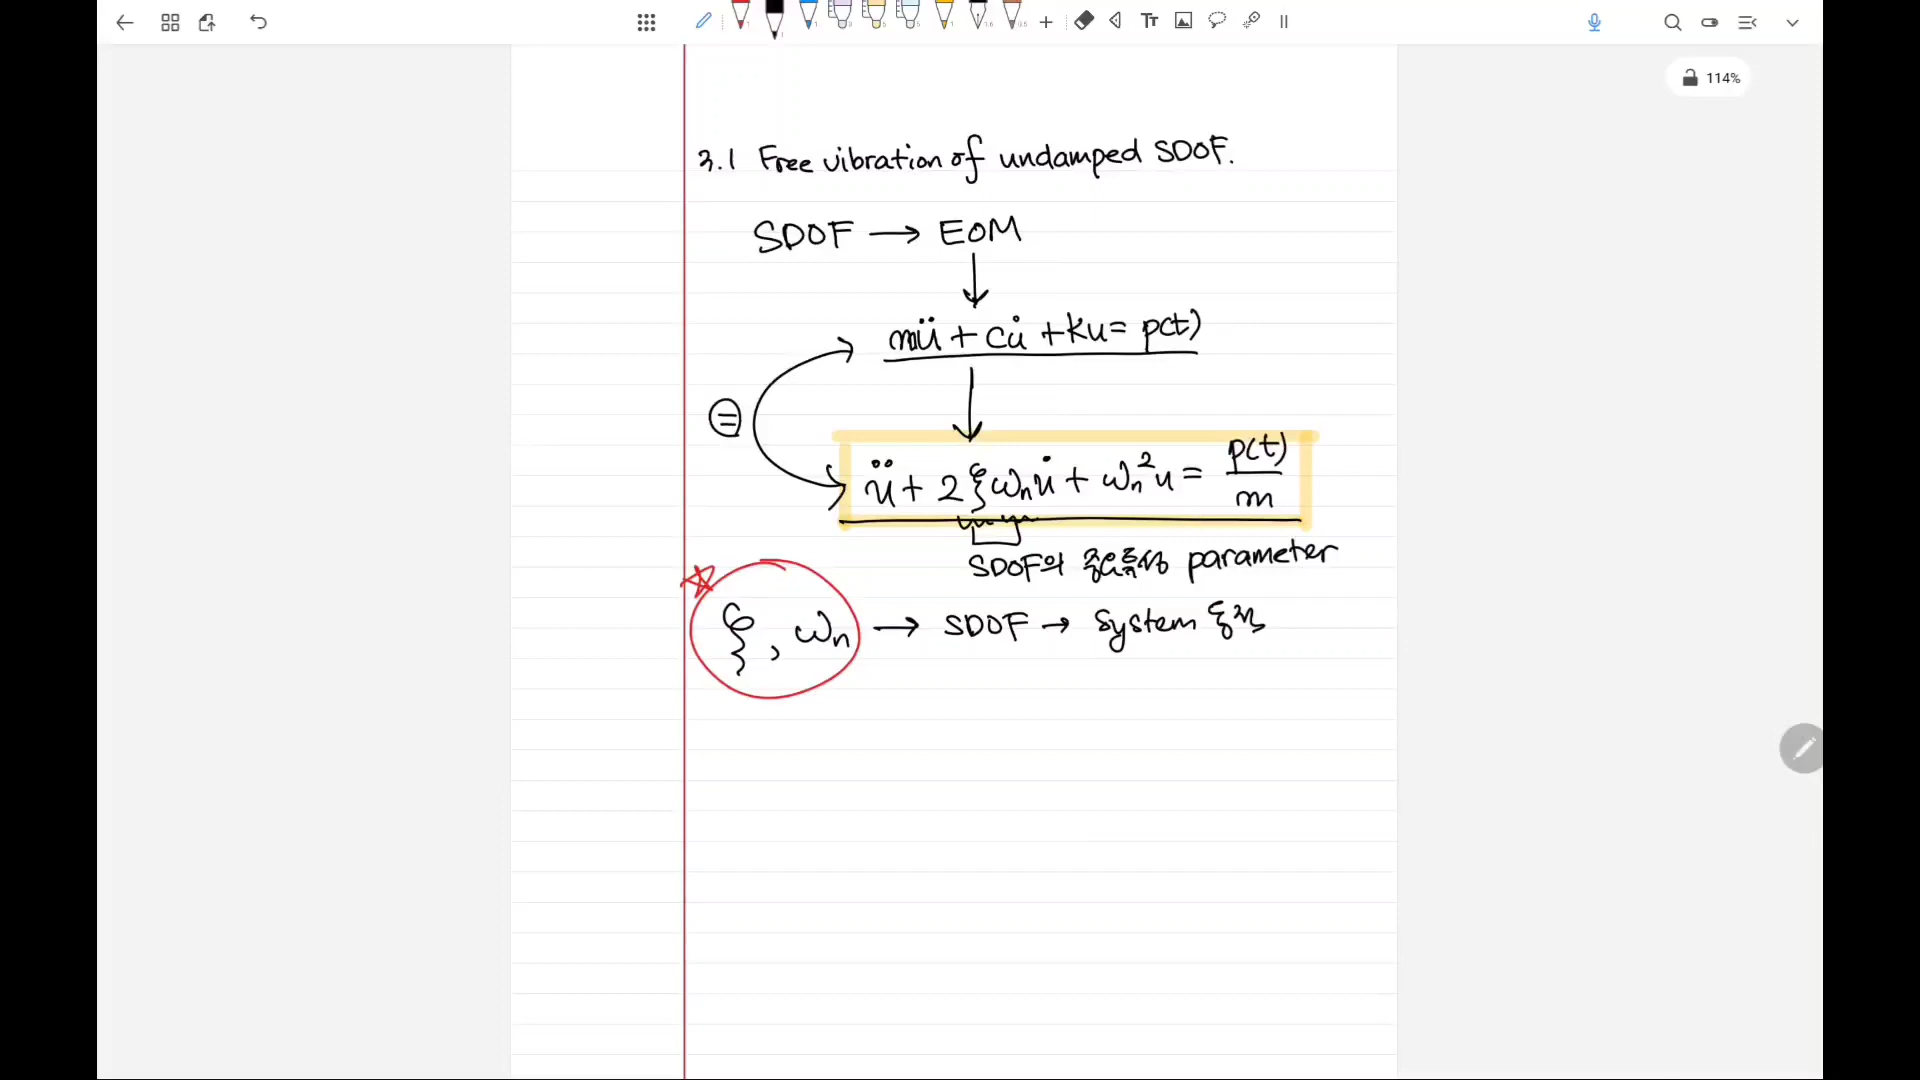 114%
3.1 Free vibration of undamped SDOF.
SDOF → EOM
mü + cu̇ + ku = p(t)
=
ü + 2ξωₙu̇ + ωₙ²u = p(t)/m
SDOF의 parameter
ξ, ωₙ → SDOF → System